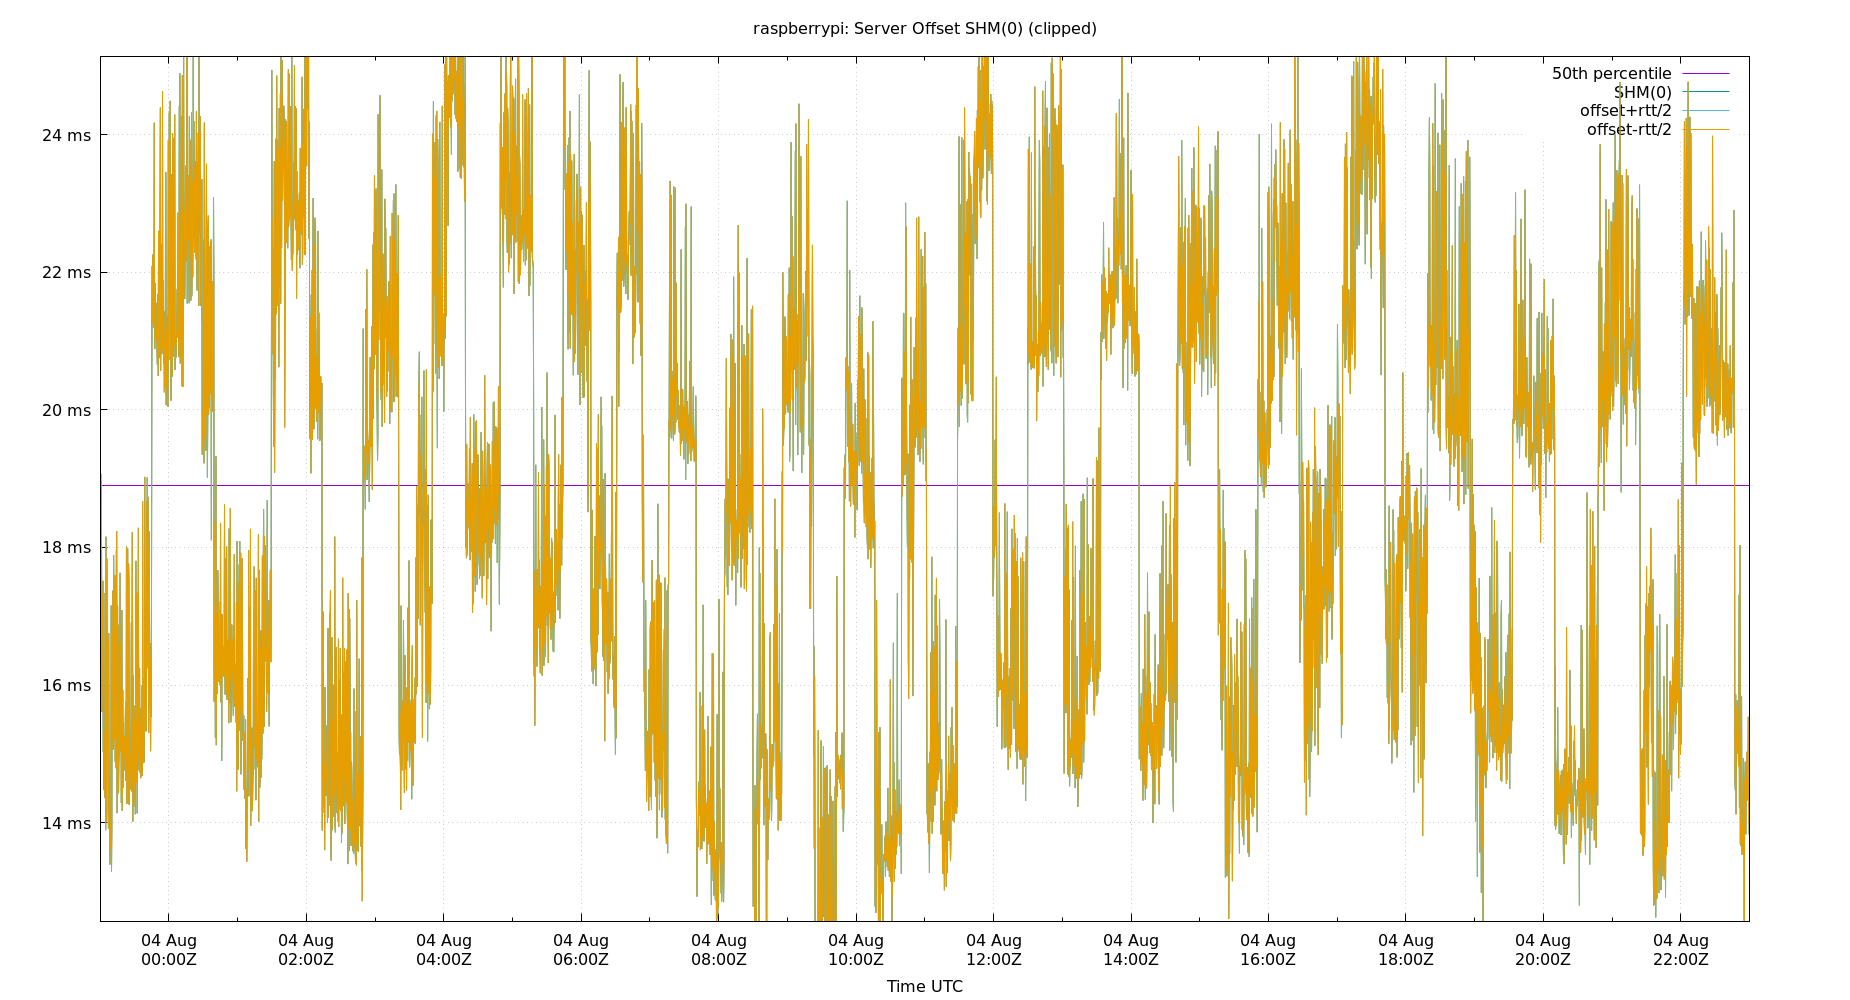 raspberrypi: Server Offset SHM(0) (clipped)
50th percentile
SHM(0)
offset+rtt/2
offset-rtt/2
24 ms
22 ms
20 ms
18 ms
16 ms
14 ms
04 Aug 04 Aug 04 Aug 04 Aug 04 Aug 04 Aug 04 Aug 04 Aug 04 Aug 04 Aug 04 Aug 04 Aug
00:00Z 02:00Z 04:00Z 06:00Z 08:00Z 10:00Z 12:00Z 14:00Z 16:00Z 18:00Z 20:00Z 22:00Z
Time UTC